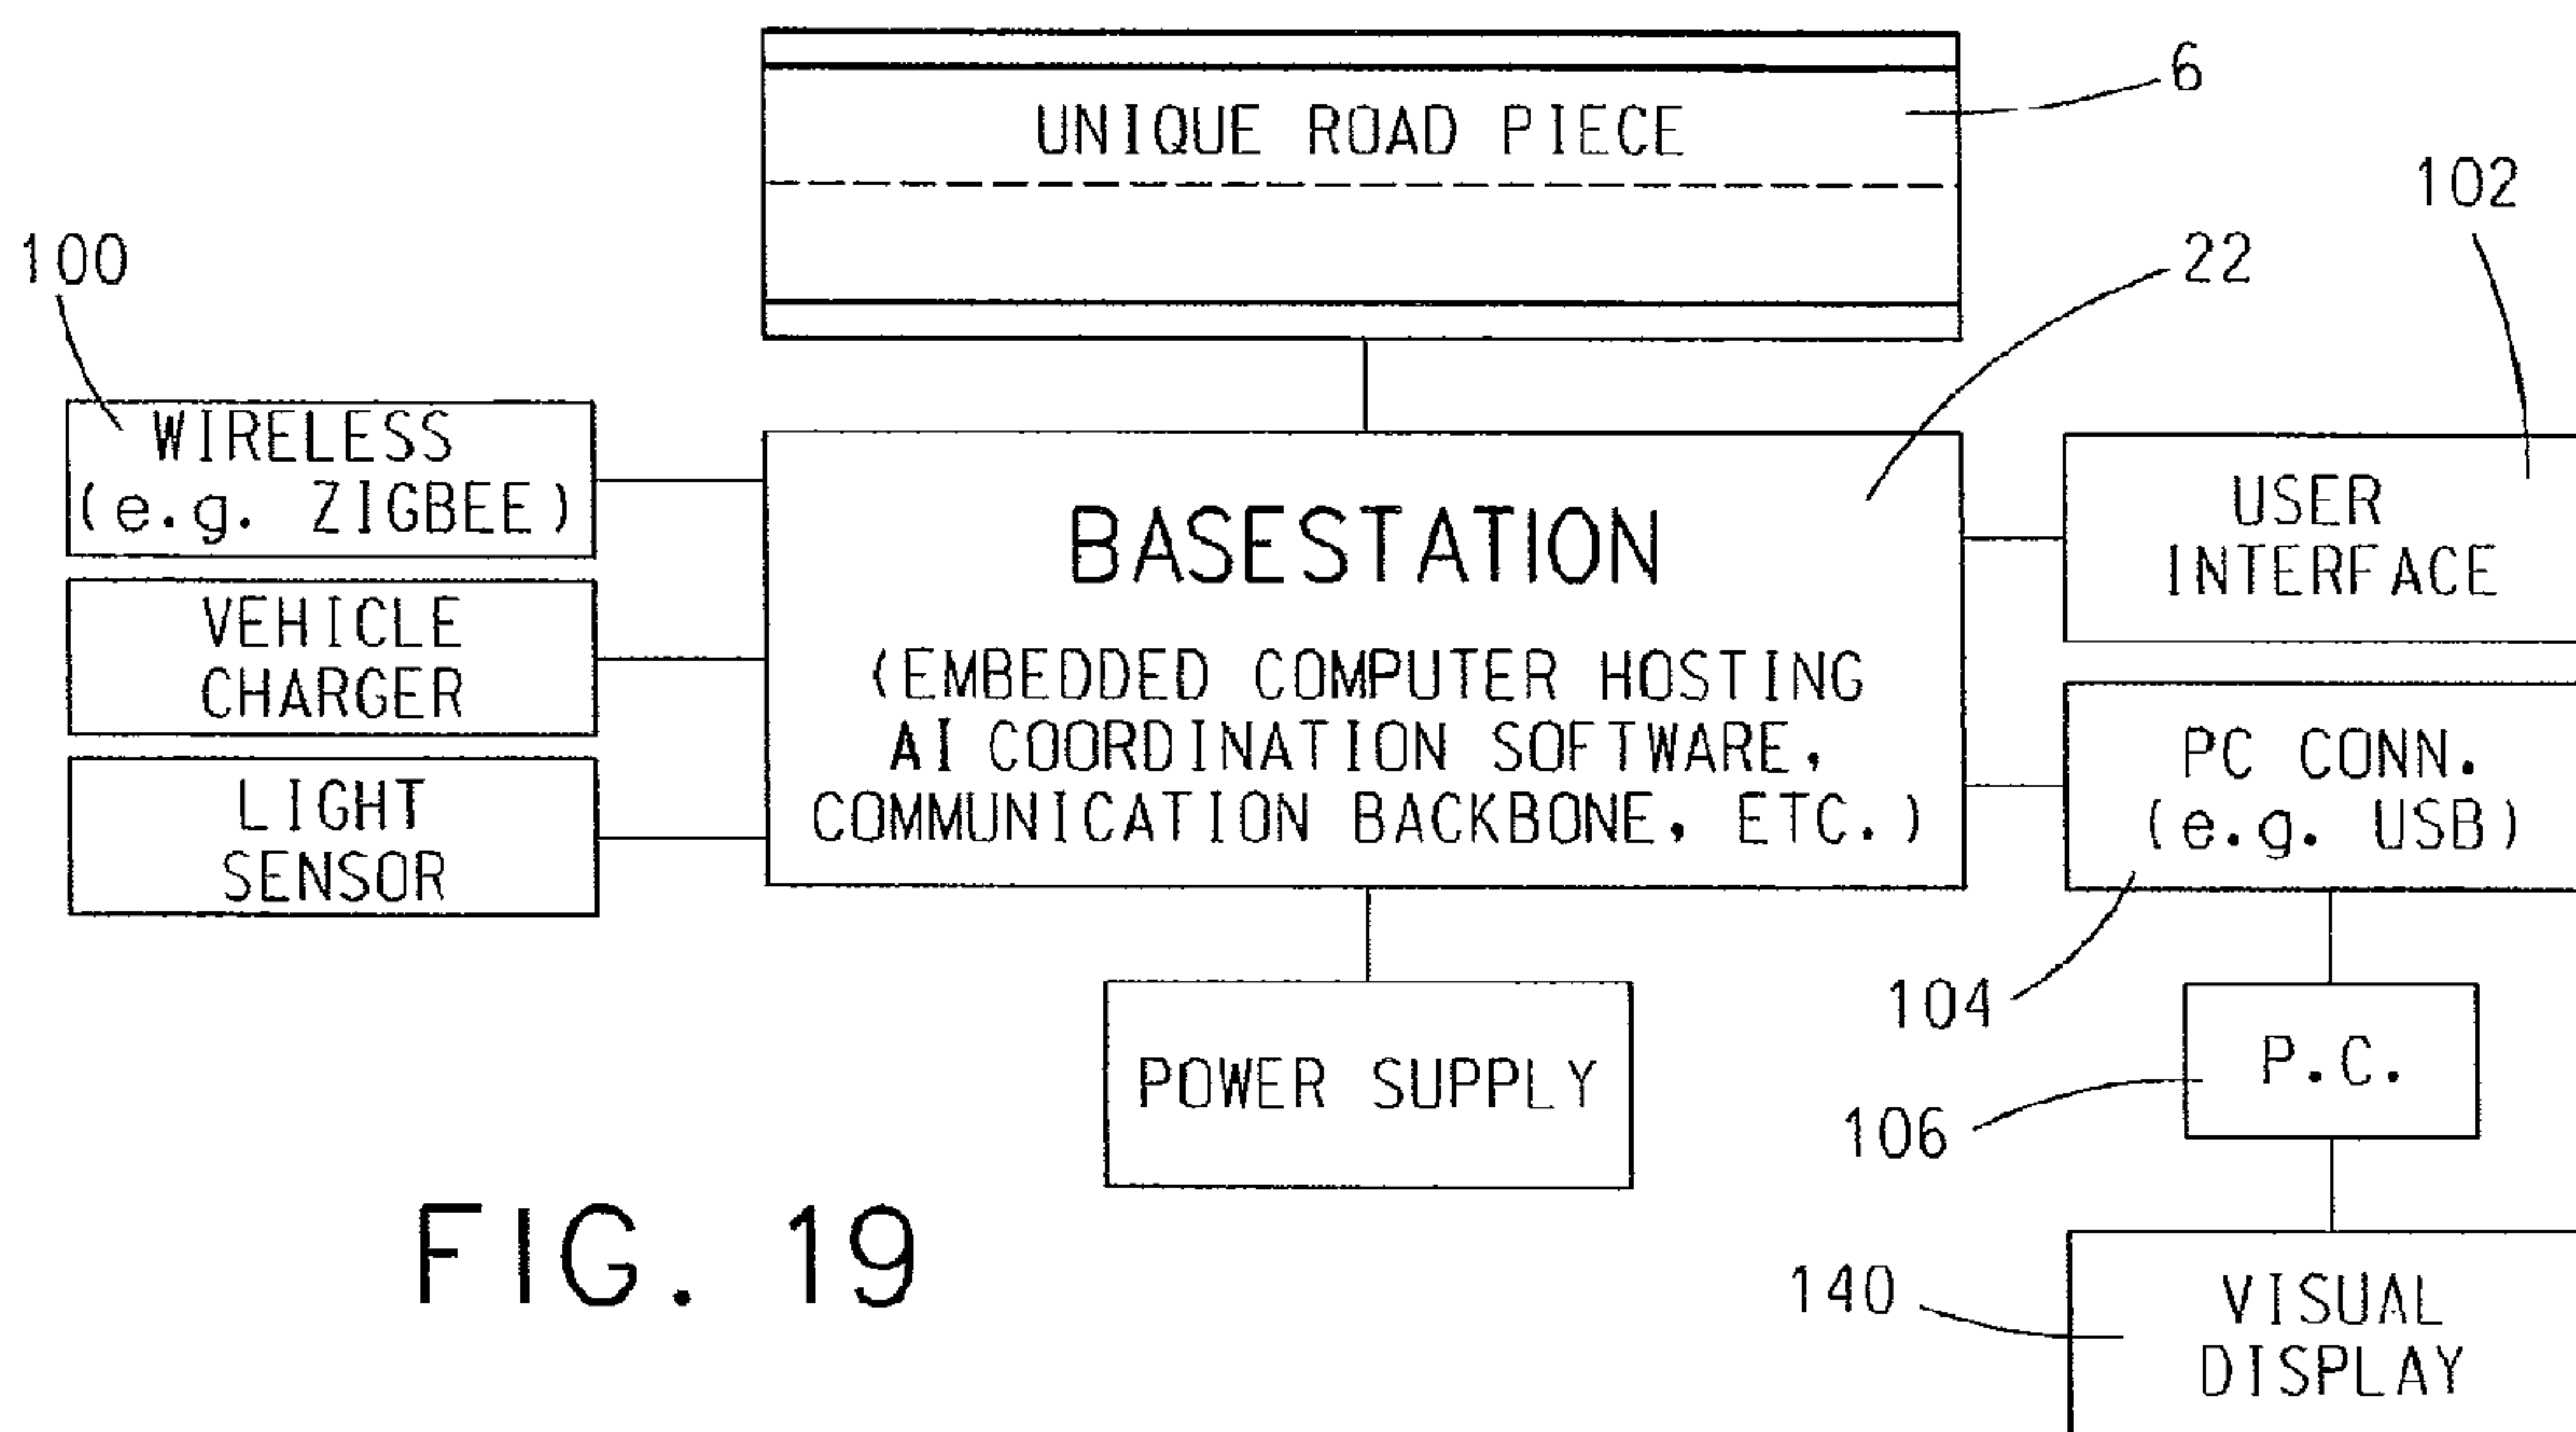 UNIQUE ROAD PIECE
6
102
22
100
WIRELESS
(e.g. ZIGBEE)
VEHICLE
CHARGER
LIGHT
SENSOR
BASESTATION
(EMBEDDED COMPUTER HOSTING
AI COORDINATION SOFTWARE,
COMMUNICATION BACKBONE, ETC.)
USER
INTERFACE
PC CONN.
(e.g. USB)
104
POWER SUPPLY
P.C.
106
140
VISUAL
DISPLAY
FIG. 19